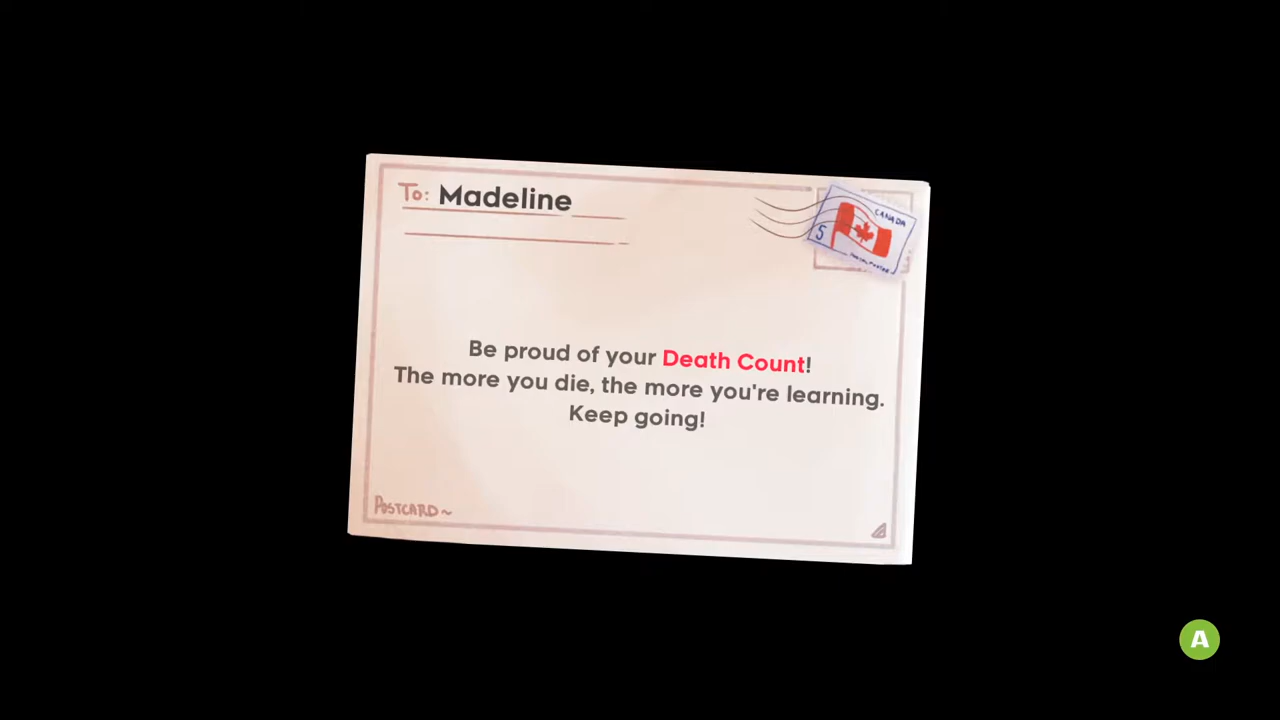 To: Madeline
CANADA
5
Be proud of your Death Count!
The more you die, the more you're learning.
Keep going!
POSTCARD~
A